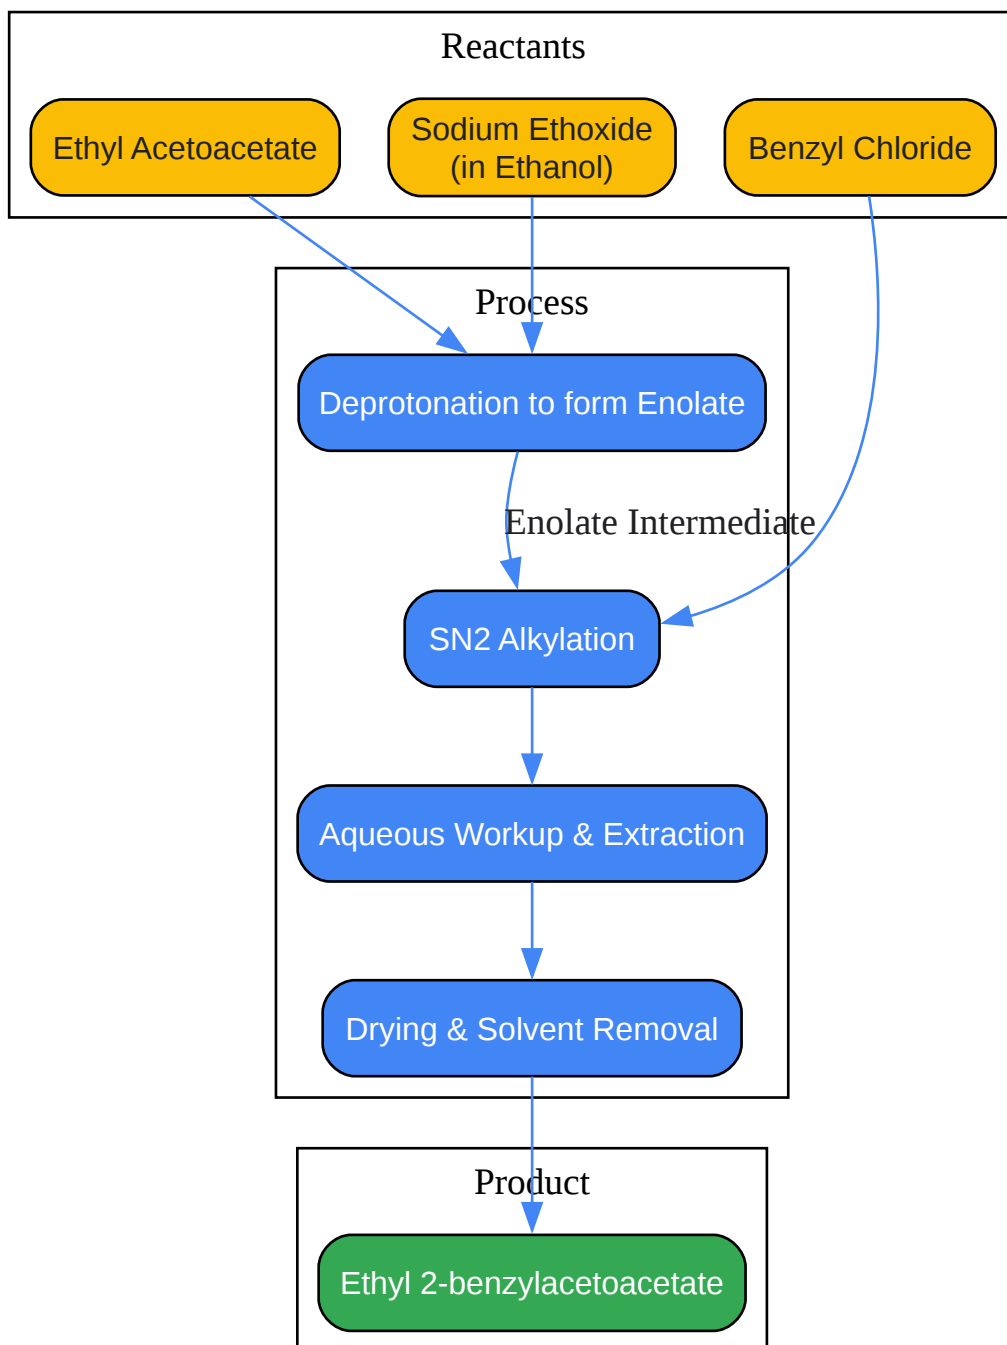 Reactants
Ethyl Acetoacetate
Sodium Ethoxide
(in Ethanol)
Benzyl Chloride
Process
Deprotonation to form Enolate
Enolate Intermediate
SN2 Alkylation
Aqueous Workup & Extraction
Drying & Solvent Removal
Product
Ethyl 2-benzylacetoacetate